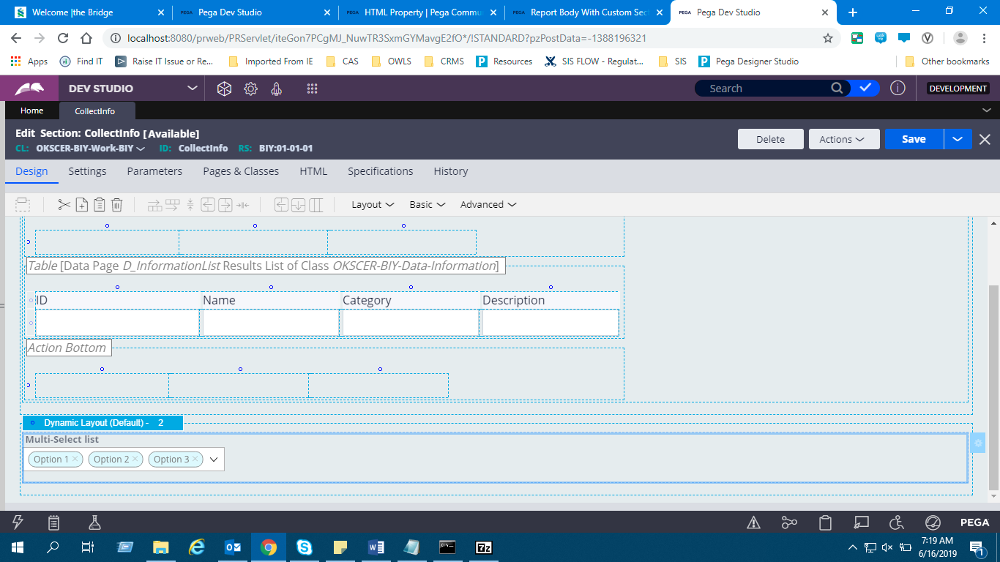 Welcome |the Bridge
PEGA Pega Dev Studio
PEGA HTML Property | Pega Commu
PEGA Report Body With Custom Sec
PEGA Pega Dev Studio
localhost:8080/prweb/PRServlet/iteGon7PCgMJ_NuwTR3SxmGYMavgE2fO*/!STANDARD?pzPostData=-1388196321
Apps Find IT Raise IT Issue or Re... Imported From IE CAS OWLS CRMS Resources SIS FLOW - Regulat... SIS Pega Designer Studio Other bookmarks
DEV STUDIO Search DEVELOPMENT
Home CollectInfo
Edit Section: CollectInfo [Available]
CL: OKSCER-BIY-Work-BIY ID: CollectInfo RS: BIY:01-01-01
Delete Actions Save
Design Settings Parameters Pages & Classes HTML Specifications History
Layout Basic Advanced
Table [Data Page D_InformationList Results List of Class OKSCER-BIY-Data-Information]
ID Name Category Description
Action Bottom
Dynamic Layout (Default) - 2
Multi-Select list
Option 1 × Option 2 × Option 3 ×
PEGA
7:19 AM
6/16/2019
1